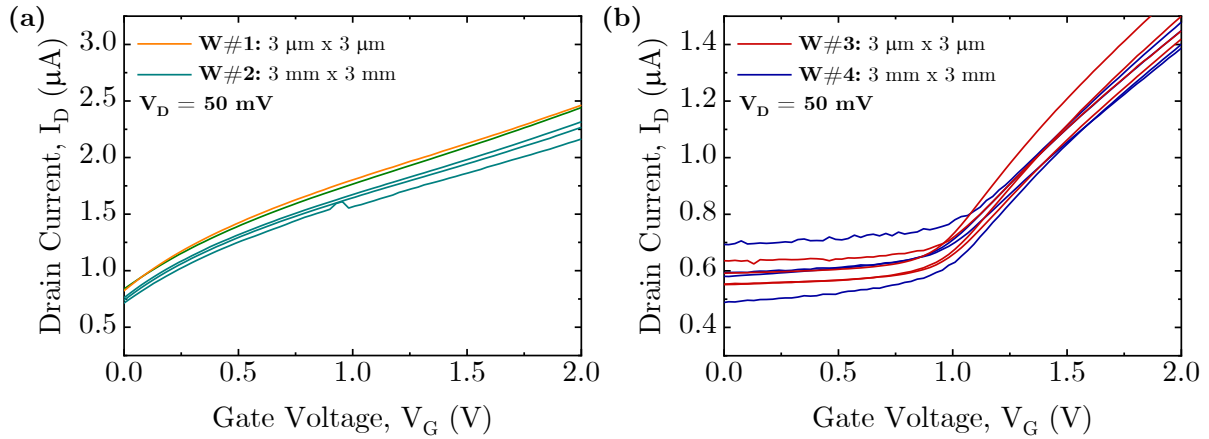 (a)
Drain Current, I_D (µA)
3.0
2.5
2.0
1.5
1.0
0.5
W#1: 3 µm x 3 µm
W#2: 3 mm x 3 mm
V_D = 50 mV
0.0 0.5 1.0 1.5 2.0
Gate Voltage, V_G (V)
(b)
Drain Current, I_D (µA)
1.4
1.2
1.0
0.8
0.6
0.4
W#3: 3 µm x 3 µm
W#4: 3 mm x 3 mm
V_D = 50 mV
0.0 0.5 1.0 1.5 2.0
Gate Voltage, V_G (V)